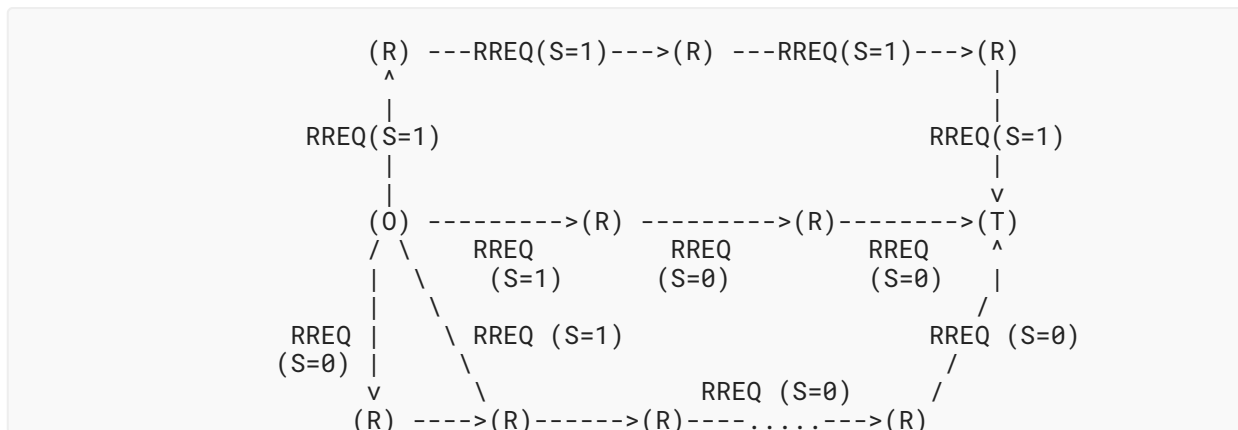 (R) ---RREQ(S=1)--->(R) ---RREQ(S=1)--->(R)
^ |
| |
RREQ(S=1) RREQ(S=1)
| |
| v
(O) --------->(R) --------->(R)-------->(T)
/ \ RREQ RREQ RREQ ^
| \ (S=1) (S=0) (S=0) |
| \ /
RREQ | \ RREQ (S=1) RREQ (S=0)
(S=0) | \ /
v \ RREQ (S=0) /
(R) ---->(R)------>(R)----.....--->(R)